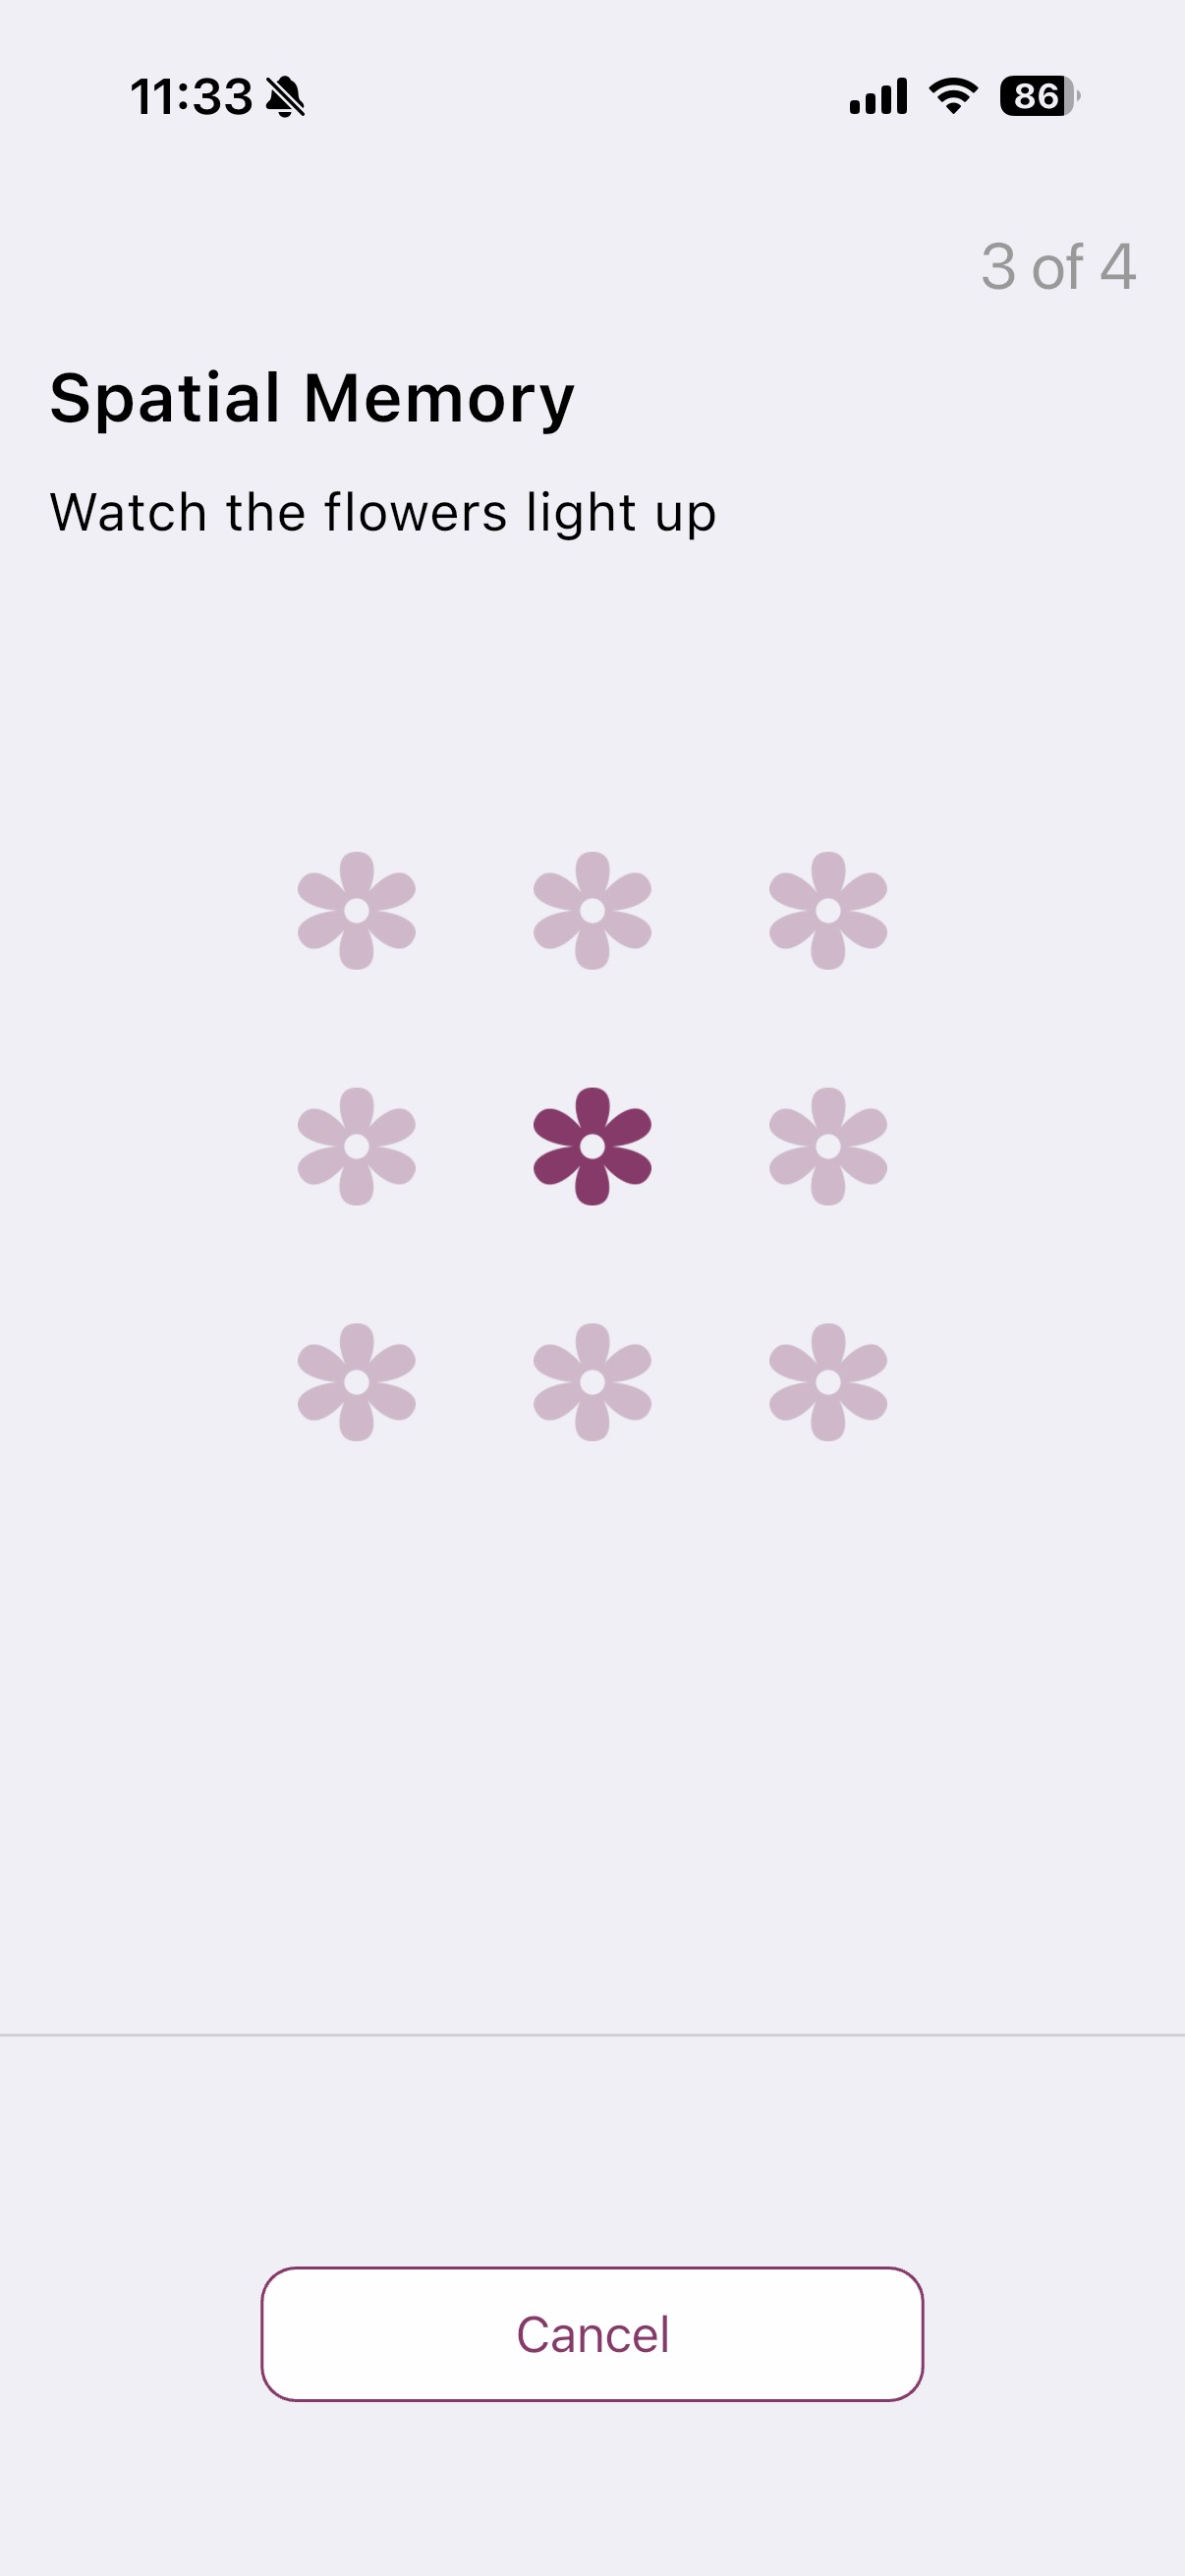 11:33
86
3 of 4
Spatial Memory
Watch the flowers light up
Cancel